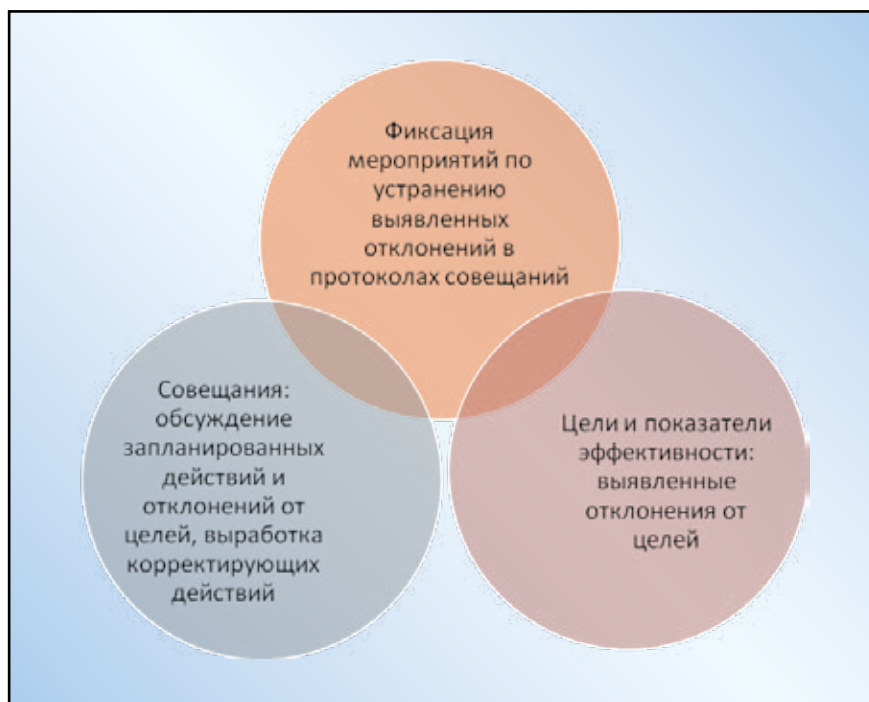 Фиксация
мероприятий по
устранению
выявленных
отклонений в
протоколах совещаний
Совещания:
обсуждение
запланированных
действий и
отклонений от
целей, выработка
корректирующих
действий
Цели и показатели
эффективности:
выявленные
отклонения от
целей